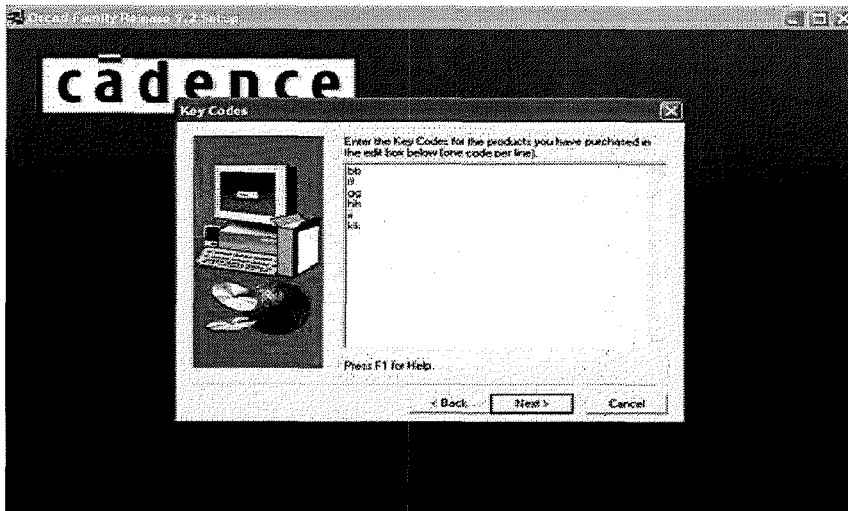 Orcad Family Release 9.2 Setup
cādence
Key Codes
Enter the Key Codes for the products you have purchased in
the edit box below (one code per line).
bb
gg
hh
kk
Press F1 for Help.
< Back
Next >
Cancel